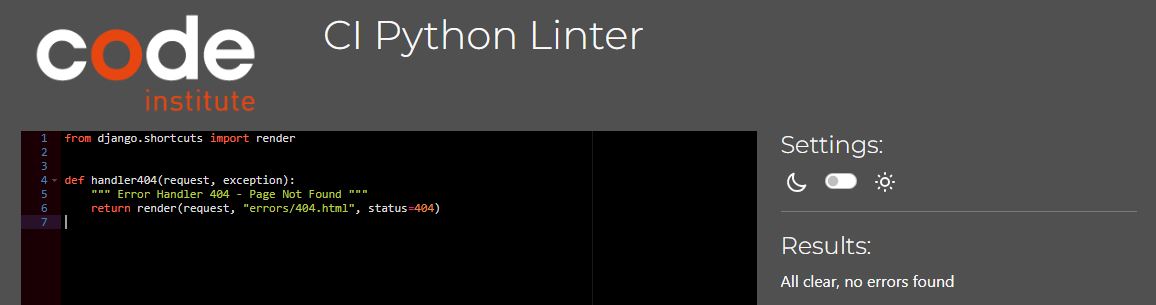 code
institute
CI Python Linter
1 from django.shortcuts import render
2
3
4 def handler404(request, exception):
5     """ Error Handler 404 - Page Not Found """
6     return render(request, "errors/404.html", status=404)
7
Settings:
Results:
All clear, no errors found